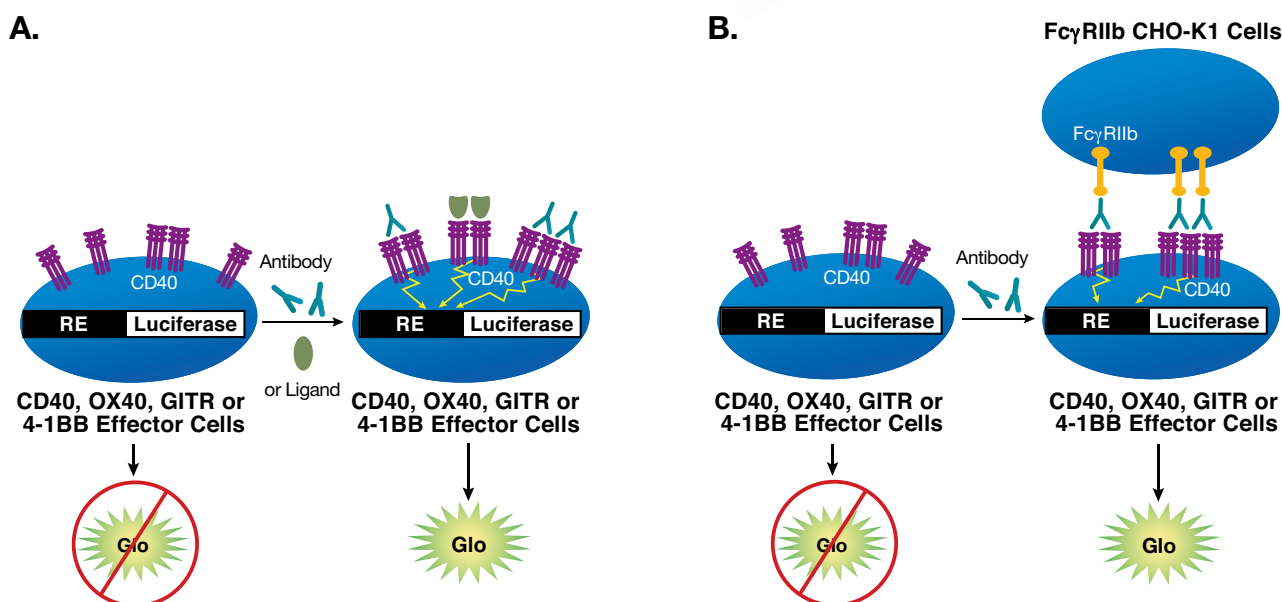 A.
CD40
Antibody
or Ligand
CD40
RE
Luciferase
RE
Luciferase
CD40, OX40, GITR or
4-1BB Effector Cells
CD40, OX40, GITR or
4-1BB Effector Cells
Glo
Glo
B.
FcγRIIb CHO-K1 Cells
FcγRIIb
CD40
Antibody
CD40
RE
Luciferase
RE
Luciferase
CD40, OX40, GITR or
4-1BB Effector Cells
CD40, OX40, GITR or
4-1BB Effector Cells
Glo
Glo